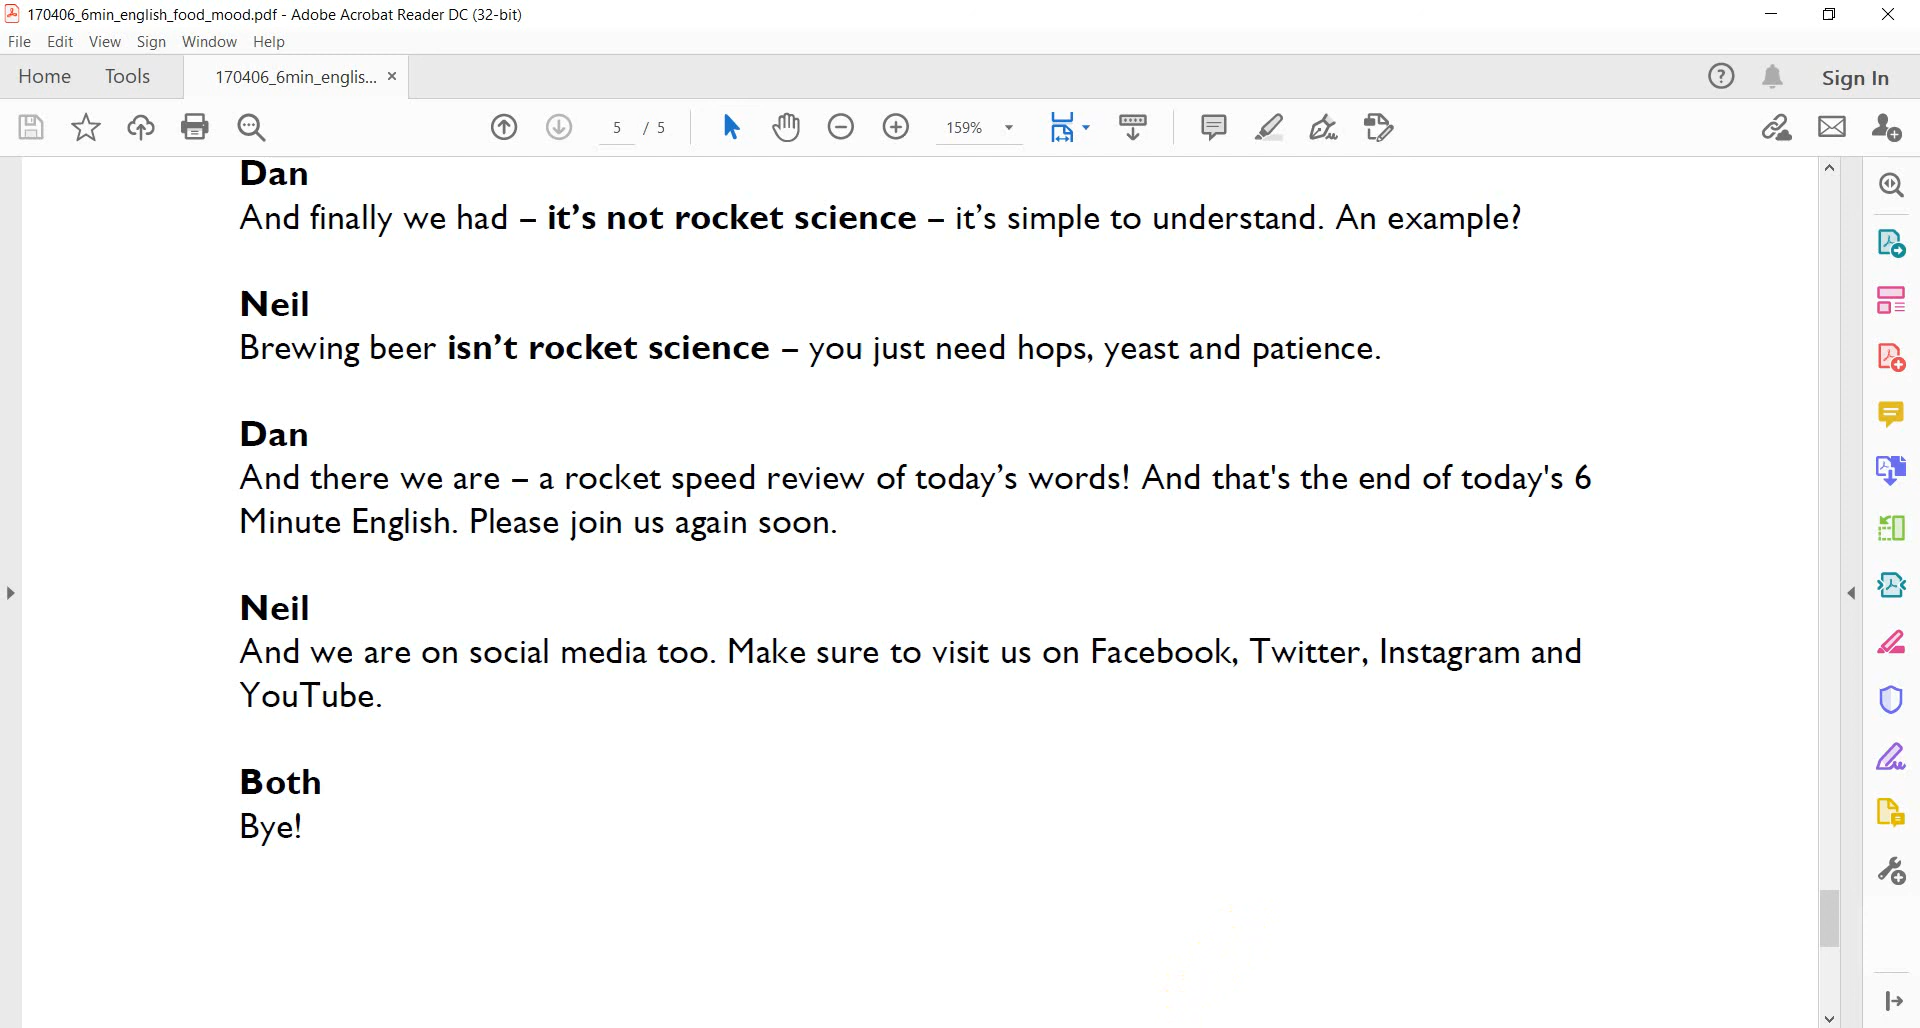 170406_6min_english_food_mood.pdf - Adobe Acrobat Reader DC (32-bit)
File Edit View Sign Window Help
Home Tools 170406_6min_englis... × Sign In
5 / 5 159%
Dan
And finally we had – it’s not rocket science – it’s simple to understand. An example?
Neil
Brewing beer isn’t rocket science – you just need hops, yeast and patience.
Dan
And there we are – a rocket speed review of today’s words! And that's the end of today's 6
Minute English. Please join us again soon.
Neil
And we are on social media too. Make sure to visit us on Facebook, Twitter, Instagram and
YouTube.
Both
Bye!